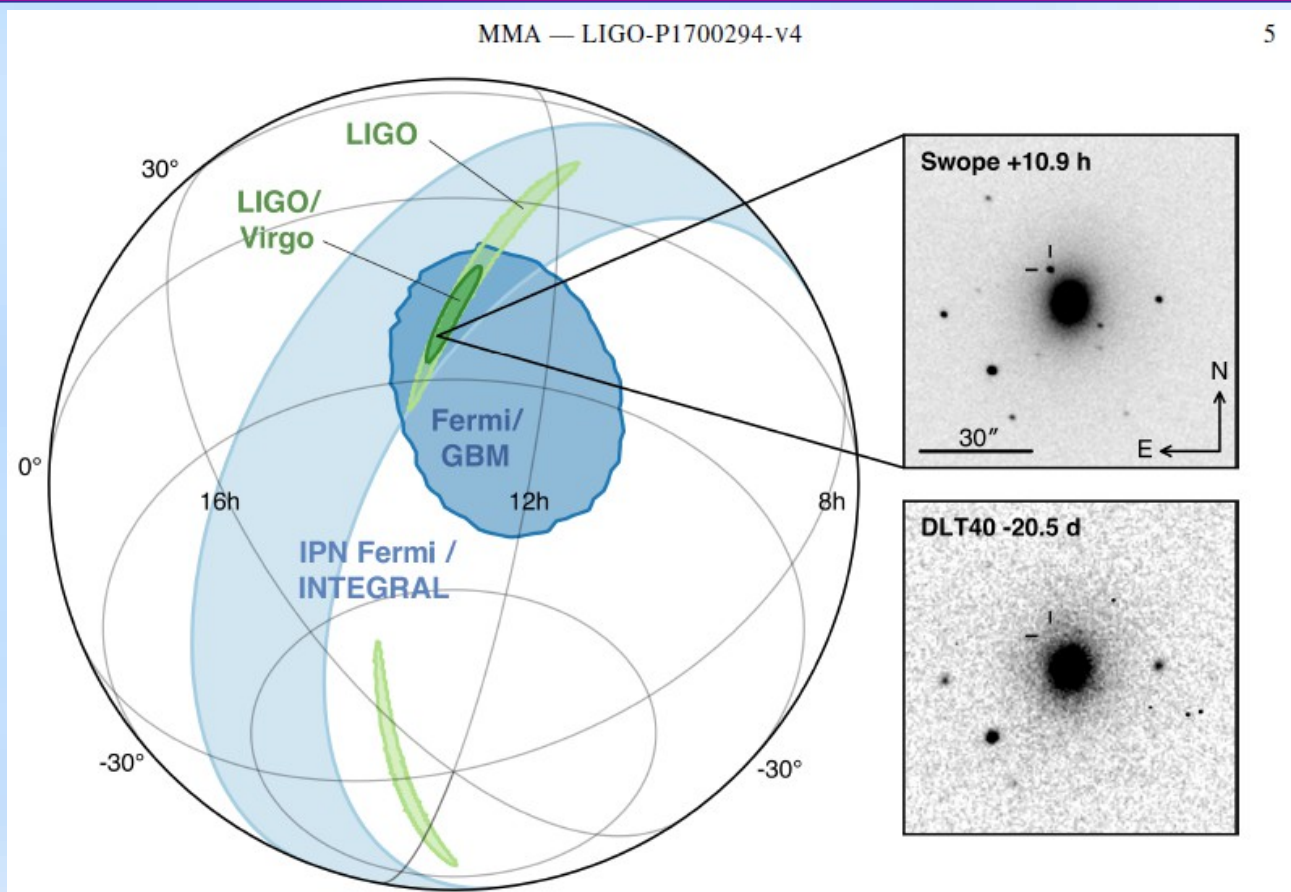 MMA — LIGO-P1700294-v4
5
LIGO
30°
LIGO/
Virgo
Swope +10.9 h
N
E
30″
Fermi/
GBM
0°
16h
12h
8h
DLT40 -20.5 d
IPN Fermi /
INTEGRAL
-30°
-30°